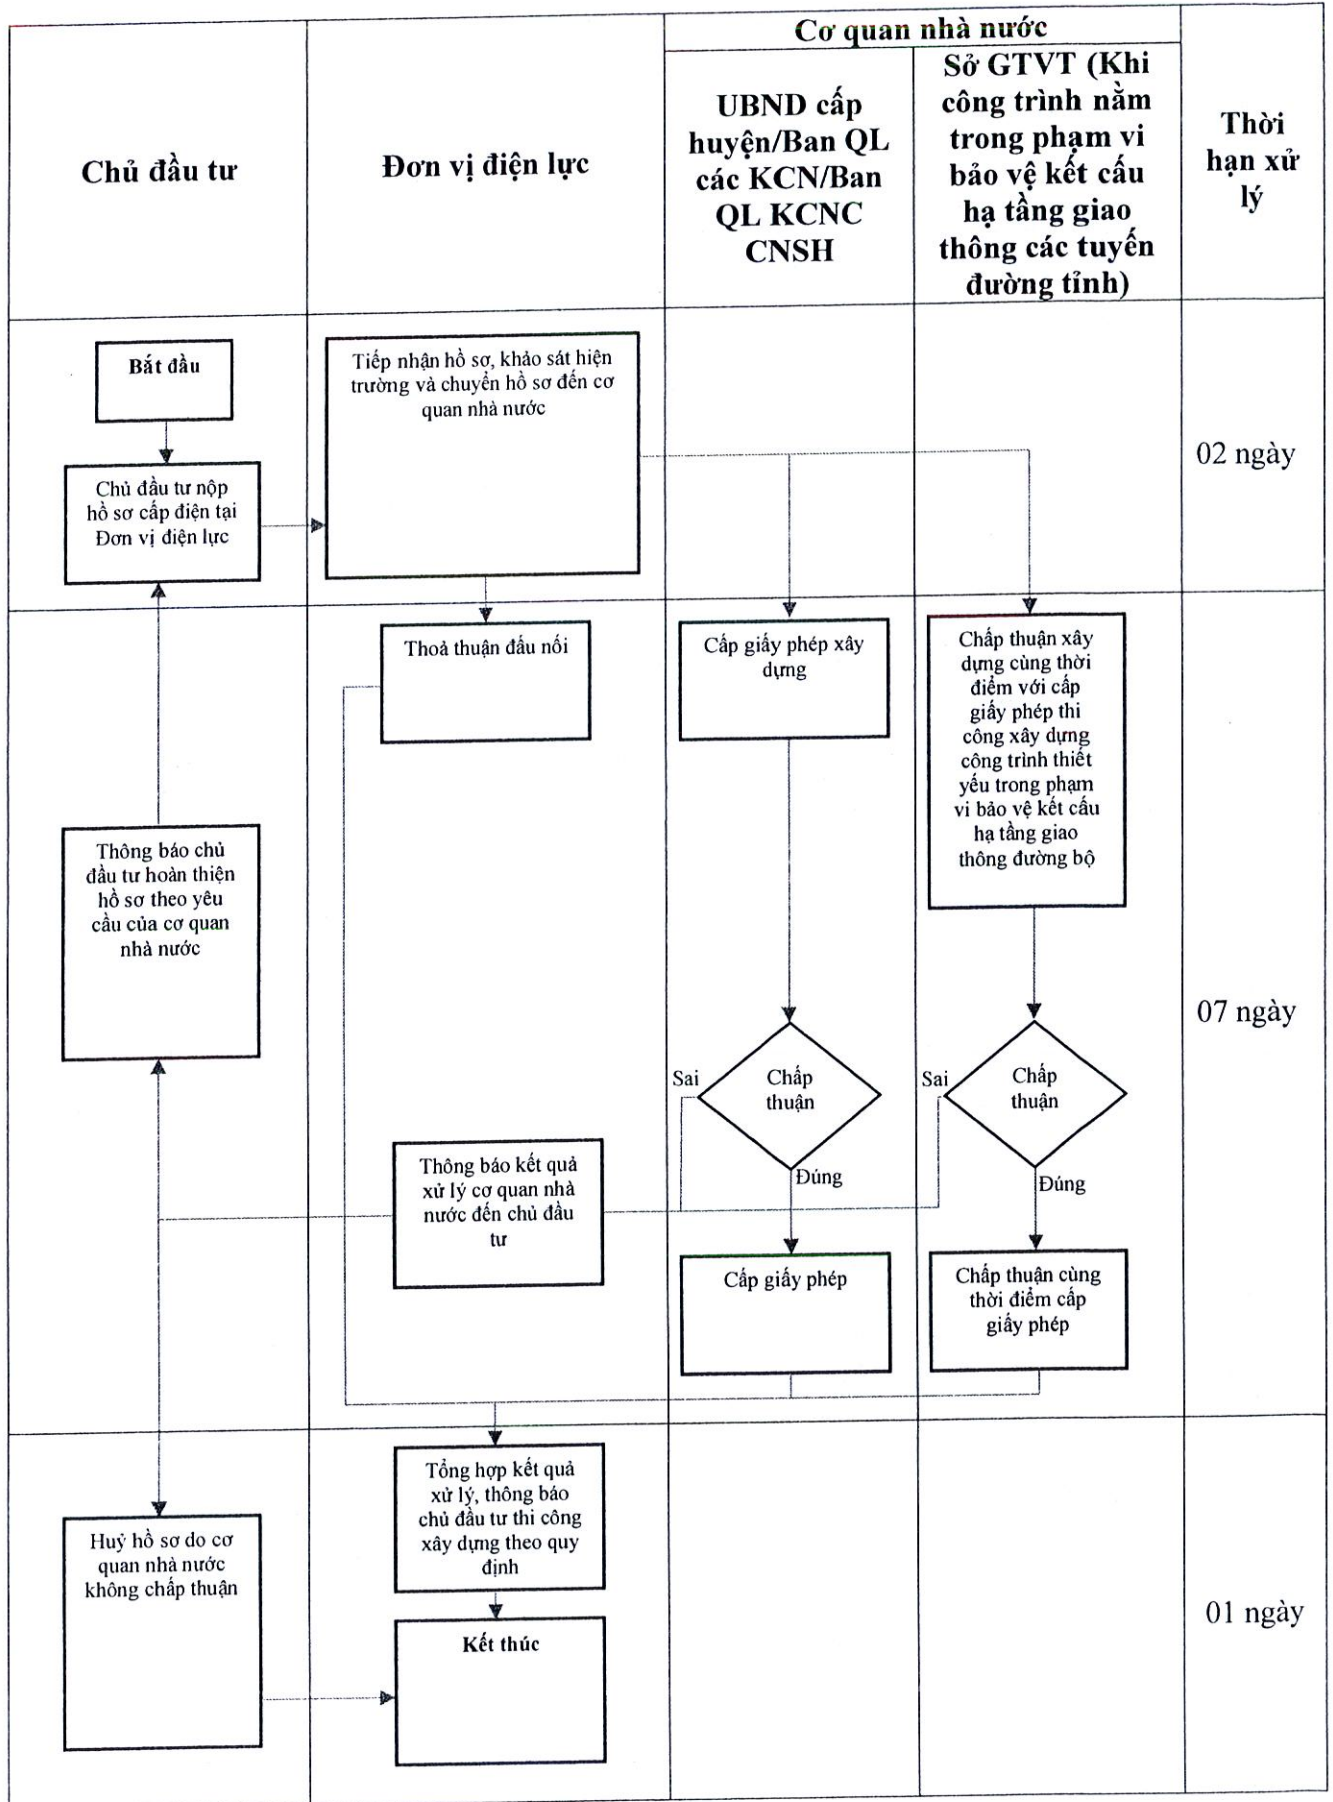 Cơ quan nhà nước
Chủ đầu tư
Đơn vị điện lực
UBND cấp
huyện/Ban QL
các KCN/Ban
QL KCNC
CNSH
Sở GTVT (Khi
công trình nằm
trong phạm vi
bảo vệ kết cấu
hạ tầng giao
thông các tuyến
đường tỉnh)
Thời
hạn xử
lý
Bắt đầu
Chủ đầu tư nộp
hồ sơ cấp điện tại
Đơn vị điện lực
Tiếp nhận hồ sơ, khảo sát hiện
trường và chuyển hồ sơ đến cơ
quan nhà nước
02 ngày
Thoả thuận đấu nối
Cấp giấy phép xây
dựng
Chấp thuận xây
dựng cùng thời
điểm với cấp
giấy phép thi
công xây dựng
công trình thiết
yếu trong phạm
vi bảo vệ kết cấu
hạ tầng giao
thông đường bộ
Thông báo chủ
đầu tư hoàn thiện
hồ sơ theo yêu
cầu của cơ quan
nhà nước
07 ngày
Sai
Chấp
thuận
Sai
Chấp
thuận
Đúng
Đúng
Thông báo kết quả
xử lý cơ quan nhà
nước đến chủ đầu
tư
Cấp giấy phép
Chấp thuận cùng
thời điểm cấp
giấy phép
Tổng hợp kết quả
xử lý, thông báo
chủ đầu tư thi công
xây dựng theo quy
định
Huỷ hồ sơ do cơ
quan nhà nước
không chấp thuận
01 ngày
Kết thúc